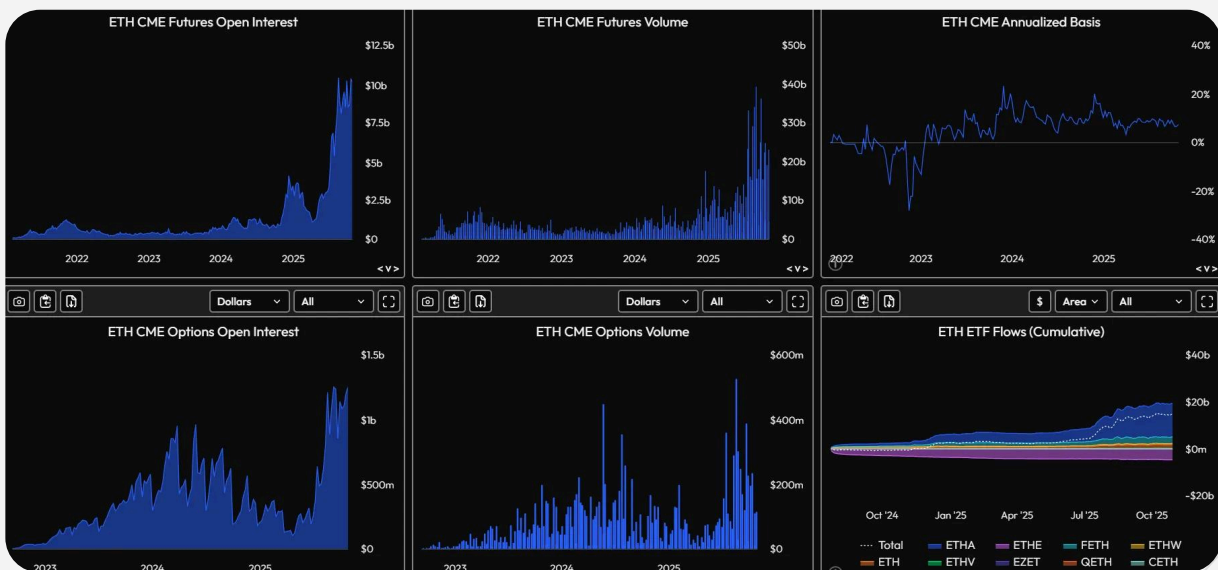 ETH CME Futures Open Interest
$12.5b
$10b
$7.5b
$5b
$2.5b
$0
2022 2023 2024 2025
<v>
ETH CME Futures Volume
$50b
$40b
$30b
$20b
$10b
$0
2022 2023 2024 2025
<v>
ETH CME Annualized Basis
40%
20%
0%
-20%
-40%
2022 2023 2024 2025
<v>
Dollars All
Dollars All
$ Area All
ETH CME Options Open Interest
$1.5b
$1b
$500m
$0
2023 2024 2025
ETH CME Options Volume
$600m
$400m
$200m
$0
2023 2024 2025
ETH ETF Flows (Cumulative)
$40b
$20b
$0m
-$20b
Oct '24 Jan '25 Apr '25 Jul '25 Oct '25
Total ETHA ETHE FETH ETHW
ETH ETHV EZET QETH CETH